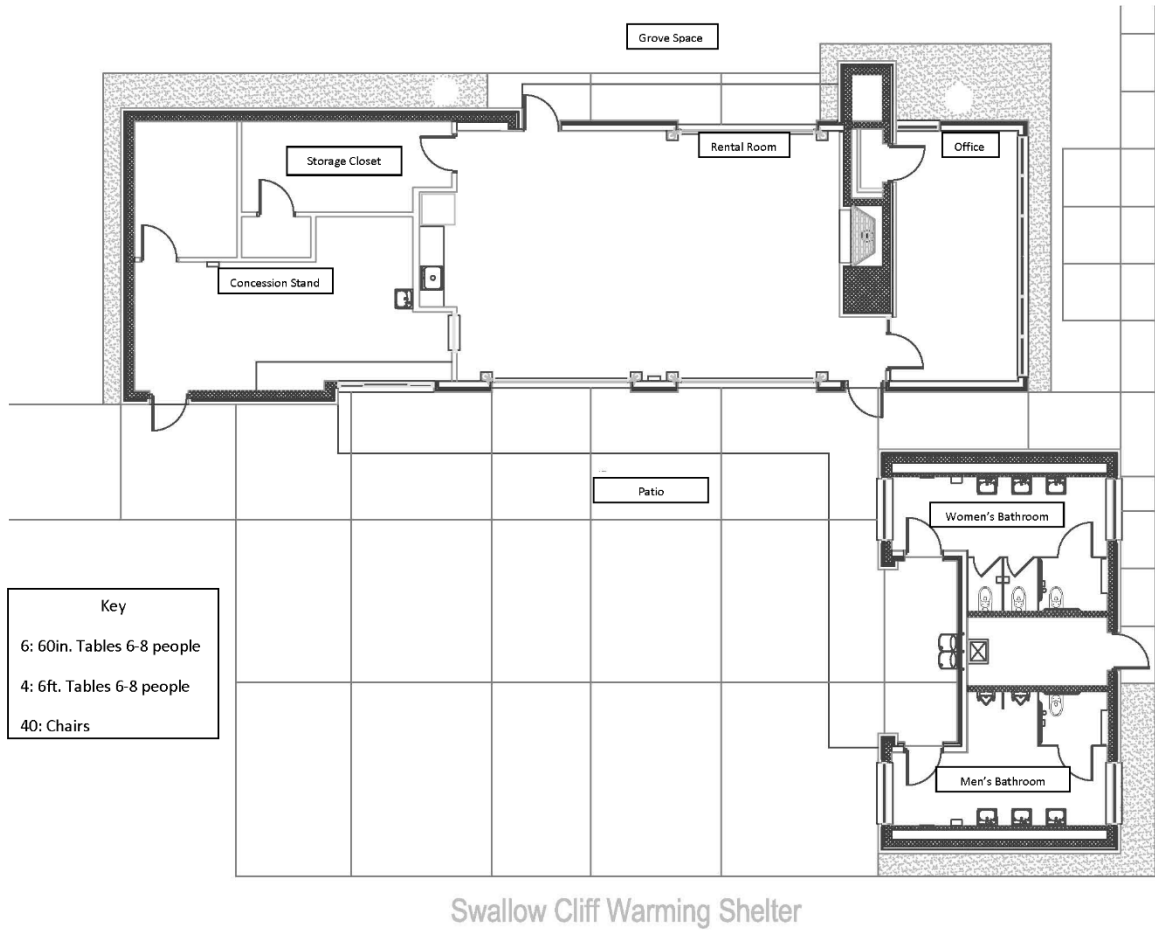 Grove Space
Storage Closet
Rental Room
Office
Concession Stand
Patio
Women's Bathroom
Key
6: 60in. Tables 6-8 people
4: 6ft. Tables 6-8 people
40: Chairs
Men's Bathroom
Swallow Cliff Warming Shelter